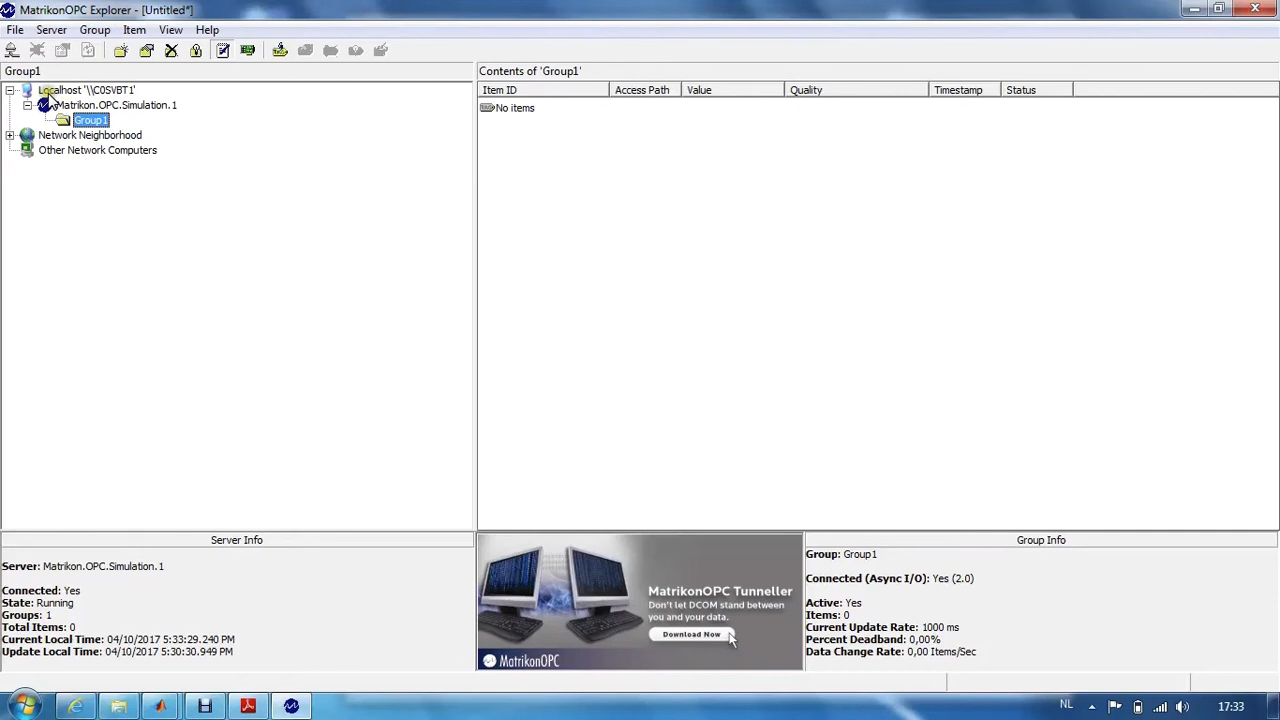 MatrikonOPC Explorer - [Untitled*]
File Server Group Item View Help
Group1
Contents of 'Group1'
Localhost '\\C0SVBT1'
Matrikon.OPC.Simulation.1
Group1
Network Neighborhood
Other Network Computers
Item ID Access Path Value Quality Timestamp Status
No items
Server Info
Server: Matrikon.OPC.Simulation.1
Connected: Yes
State: Running
Groups: 1
Total Items: 0
Current Local Time: 04/10/2017 5:33:29.240 PM
Update Local Time: 04/10/2017 5:30:30.949 PM
MatrikonOPC Tunneller
Don't let DCOM stand between
you and your data.
Download Now
MatrikonOPC
Group Info
Group: Group1
Connected (Async I/O): Yes (2.0)
Active: Yes
Items: 0
Current Update Rate: 1000 ms
Percent Deadband: 0,00%
Data Change Rate: 0,00 Items/Sec
NL 17:33